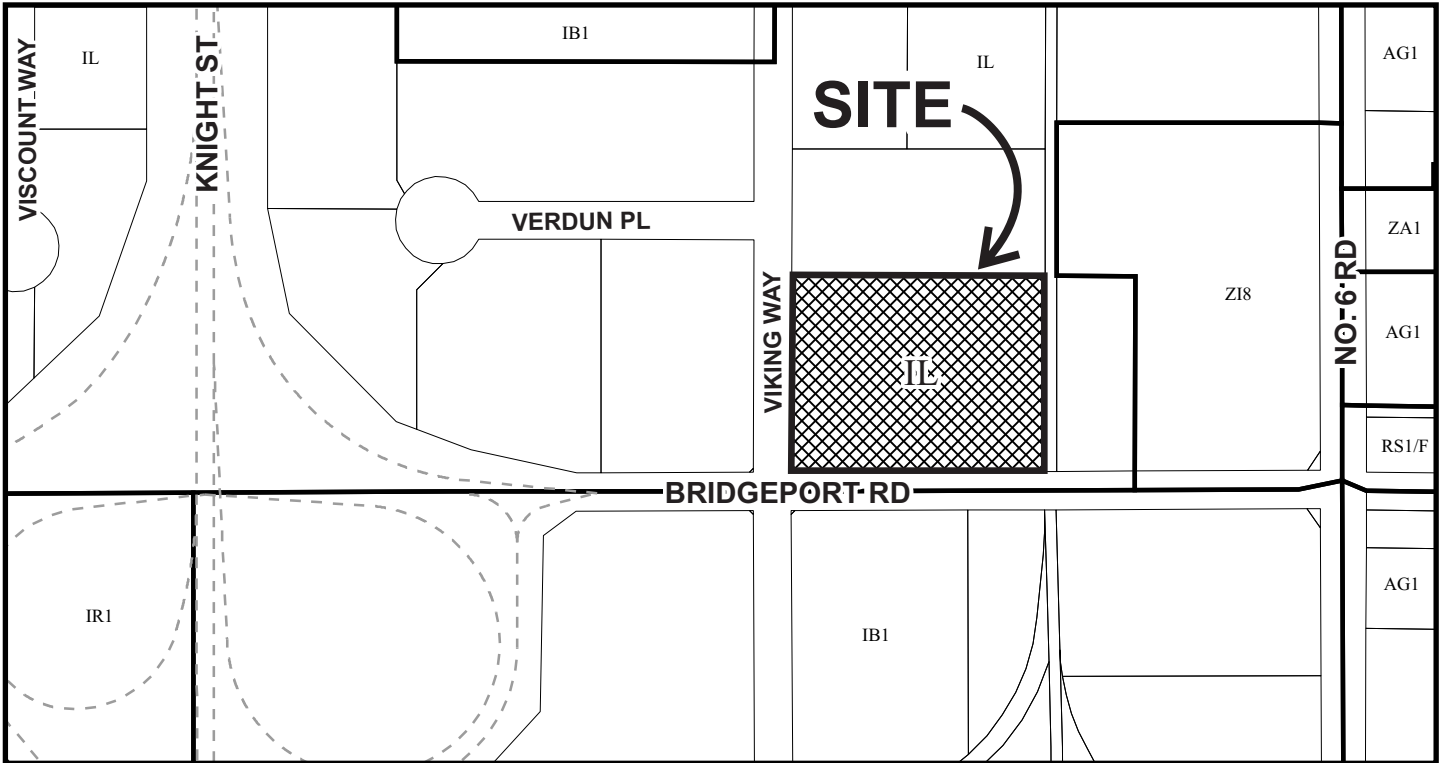 IB1
IL
VISCOUNT WAY
KNIGHT ST
IL
AG1
SITE
VERDUN PL
ZA1
VIKING WAY
NO. 6 RD
ZI8
AG1
IL
RS1/F
BRIDGEPORT RD
IR1
IB1
AG1